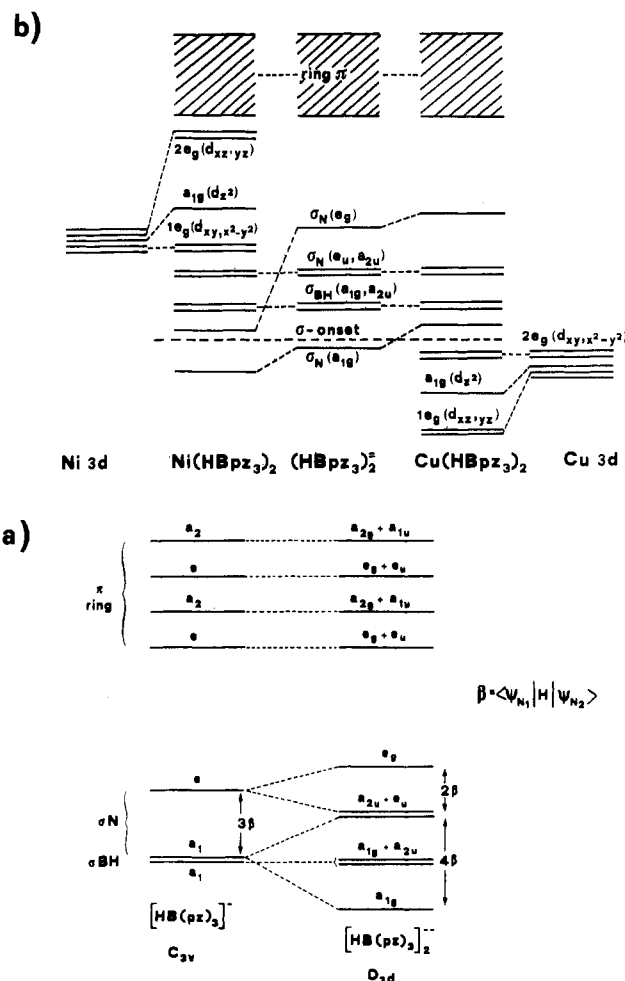 b)
ring π
2eg(dxz,yz)
a1g(dz2)
1eg(dxy,x2-y2)
σN(eg)
σN(eu,a2u)
σBH(a1g,a2u)
σ-onset
σN(a1g)
2eg(dxy,x2-y2)
a1g(dz2)
1eg(dxz,yz)
Ni 3d Ni(HBpz3)2 (HBpz3)2= Cu(HBpz3)2 Cu 3d
a)
a2 a2g + a1u
e eg + eu
π
ring
a2 a2g + a1u
e eg + eu
β=<ΨN1|H|ΨN2>
eg
e
2β
a2u + eu
σN
3β
a1 a1g + a2u
4β
σBH
a1
a1g
[HB(pz)3]- [HB(pz)3]2--
C3v D3d